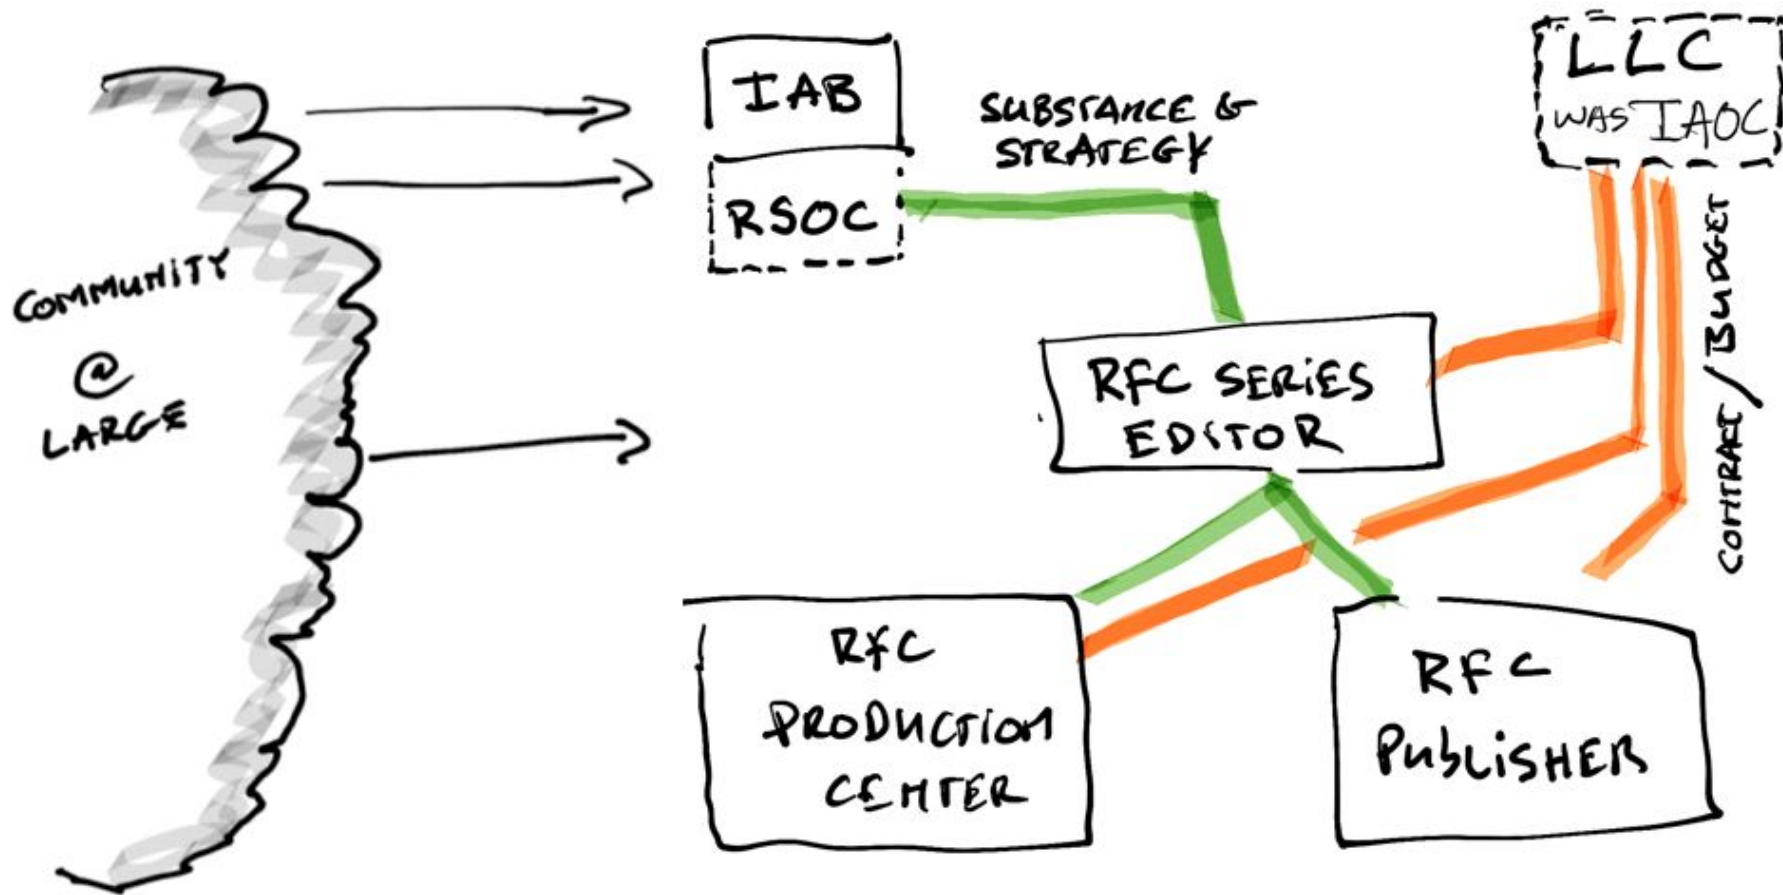 COMMUNITY
@
LARGE
IAB
RSOC
SUBSTANCE &
STRATEGY
LLC
WAS IAOC
CONTRACT / BUDGET
RFC SERIES
EDITOR
RFC
PRODUCTION
CENTER
RFC
PUBLISHER